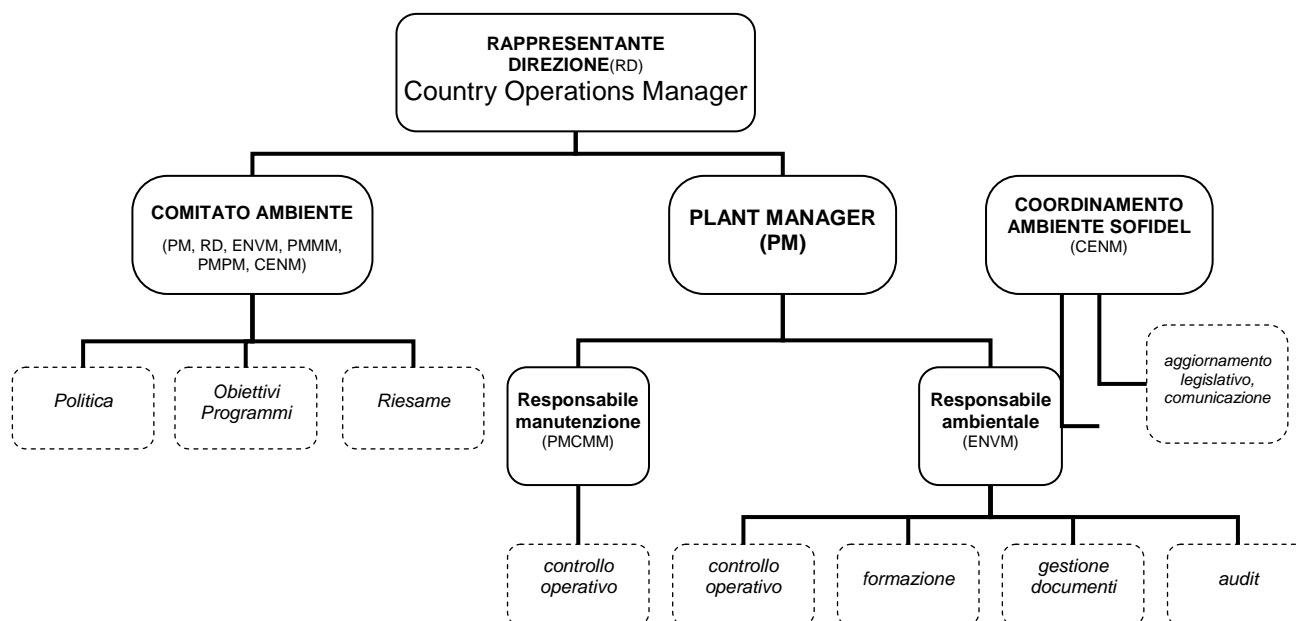 RAPPRESENTANTE
DIREZIONE(RD)
Country Operations Manager
COMITATO AMBIENTE
(PM, RD, ENVM, PMMM,
PMPM, CENM)
PLANT MANAGER
(PM)
COORDINAMENTO
AMBIENTE SOFIDEL
(CENM)
Politica
Obiettivi
Programmi
Riesame
Responsabile
manutenzione
(PMCMM)
Responsabile
ambientale
(ENVM)
aggiornamento
legislativo,
comunicazione
controllo
operativo
controllo
operativo
formazione
gestione
documenti
audit